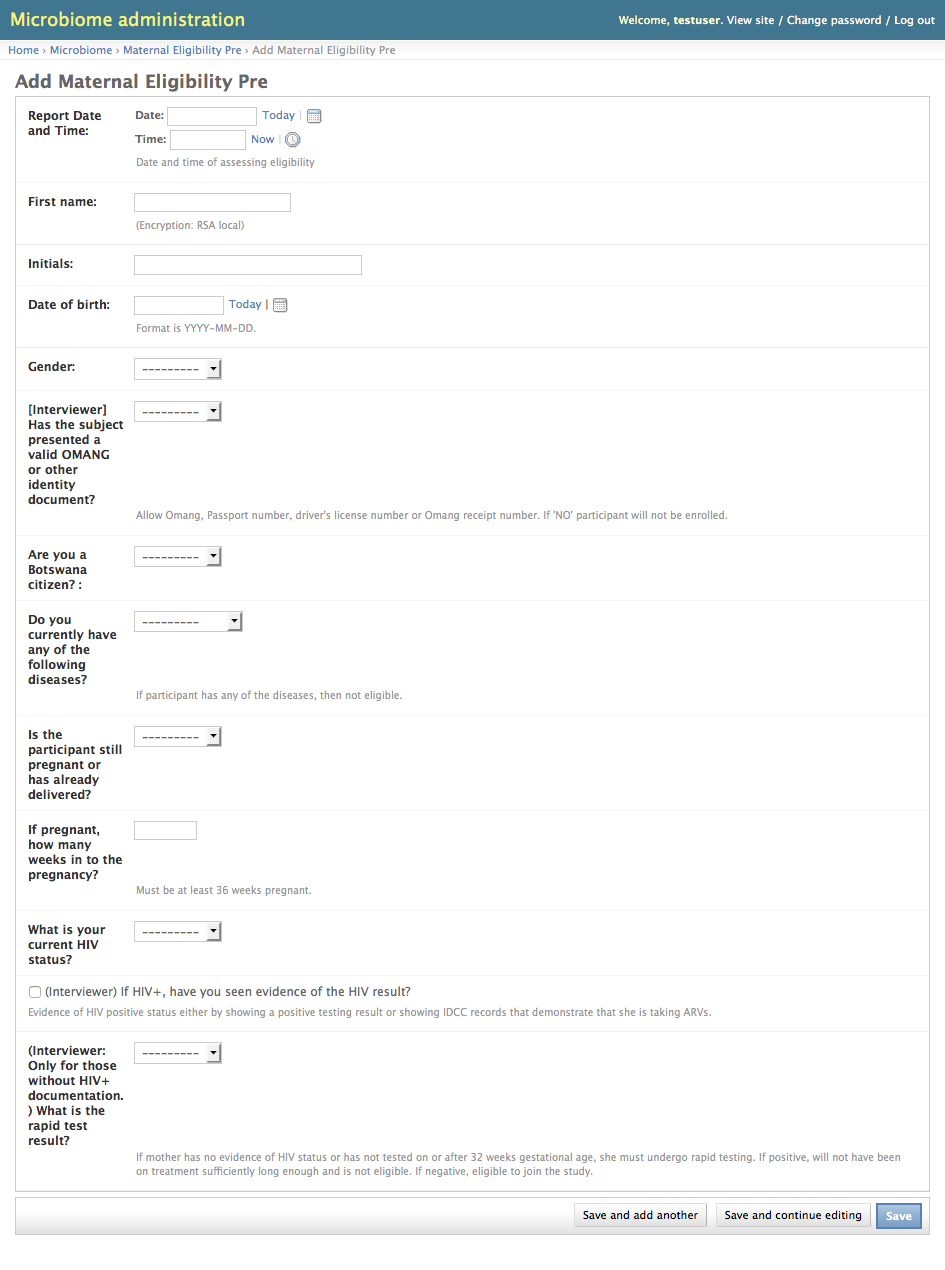 Microbiome administration
Welcome, testuser. View site / Change password / Log out
Home › Microbiome › Maternal Eligibility Pre › Add Maternal Eligibility Pre
Add Maternal Eligibility Pre
Report Date
and Time:
Date: Today |
Time: Now |
Date and time of assessing eligibility
First name:
(Encryption: RSA local)
Initials:
Date of birth:
Today |
Format is YYYY-MM-DD.
Gender:
---------
[Interviewer]
Has the subject
presented a
valid OMANG
or other
identity
document?
---------
Allow Omang, Passport number, driver's license number or Omang receipt number. If 'NO' participant will not be enrolled.
Are you a
Botswana
citizen? :
---------
Do you
currently have
any of the
following
diseases?
---------
If participant has any of the diseases, then not eligible.
Is the
participant still
pregnant or
has already
delivered?
---------
If pregnant,
how many
weeks in to the
pregnancy?
Must be at least 36 weeks pregnant.
What is your
current HIV
status?
---------
(Interviewer) If HIV+, have you seen evidence of the HIV result?
Evidence of HIV positive status either by showing a positive testing result or showing IDCC records that demonstrate that she is taking ARVs.
(Interviewer:
Only for those
without HIV+
documentation.
) What is the
rapid test
result?
---------
If mother has no evidence of HIV status or has not tested on or after 32 weeks gestational age, she must undergo rapid testing. If positive, will not have been
on treatment sufficiently long enough and is not eligible. If negative, eligible to join the study.
Save and add another
Save and continue editing
Save